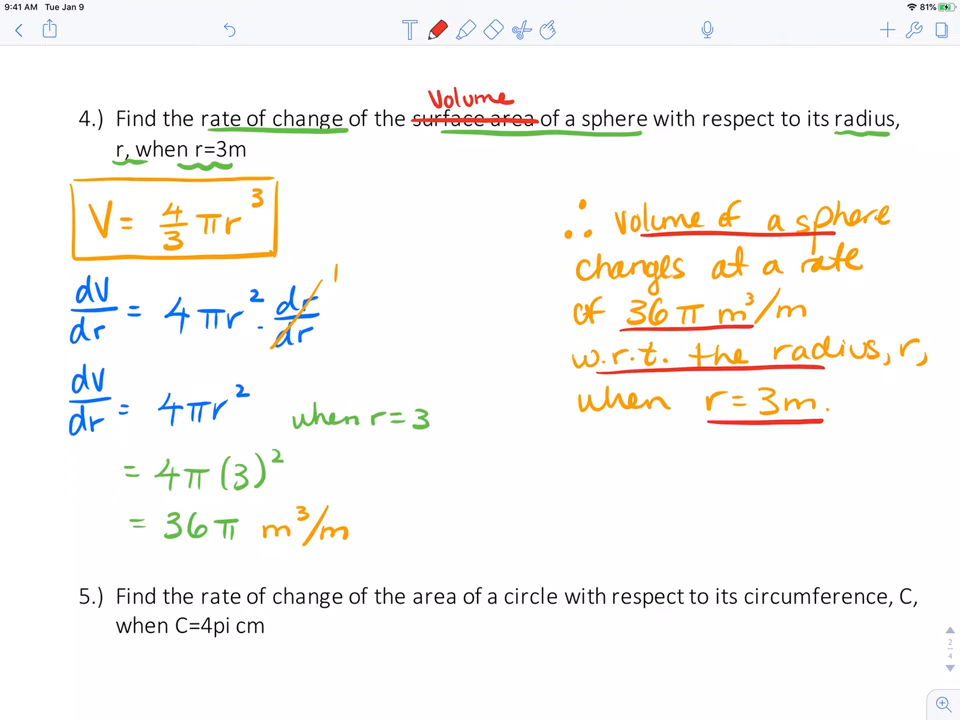 9:41 AM Tue Jan 9
81%
T
Volume
4.) Find the rate of change of the surface area of a sphere with respect to its radius,
r, when r=3m
V = 4/3 πr³
dV/dr = 4πr² · dr/dr 1
dV/dr = 4πr²
when r = 3
= 4π(3)²
= 36π m³/m
∴ Volume of a sphere
changes at a rate
of 36π m³/m
w.r.t. the radius, r,
when r = 3m.
5.) Find the rate of change of the area of a circle with respect to its circumference, C,
when C=4pi cm
2/4